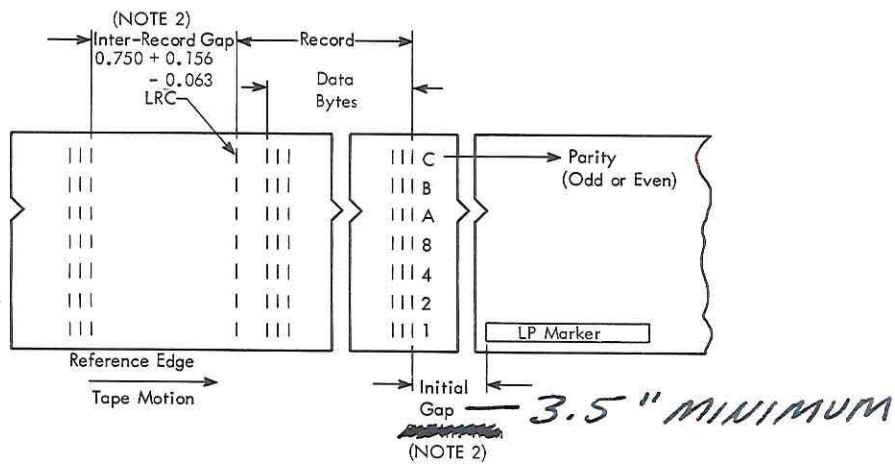 (NOTE 2)
Inter-Record Gap
0.750 + 0.156
- 0.063
LRC
Record
Data
Bytes
C
B
A
8
4
2
1
Parity
(Odd or Even)
LP Marker
Reference Edge
Tape Motion
Initial
Gap — 3.5" MINIMUM
(NOTE 2)